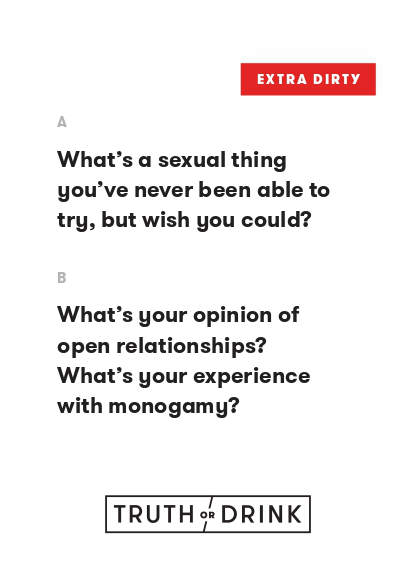 EXTRA DIRTY
A
What's a sexual thing
you've never been able to
try, but wish you could?
B
What's your opinion of
open relationships?
What's your experience
with monogamy?
TRUTH OR DRINK